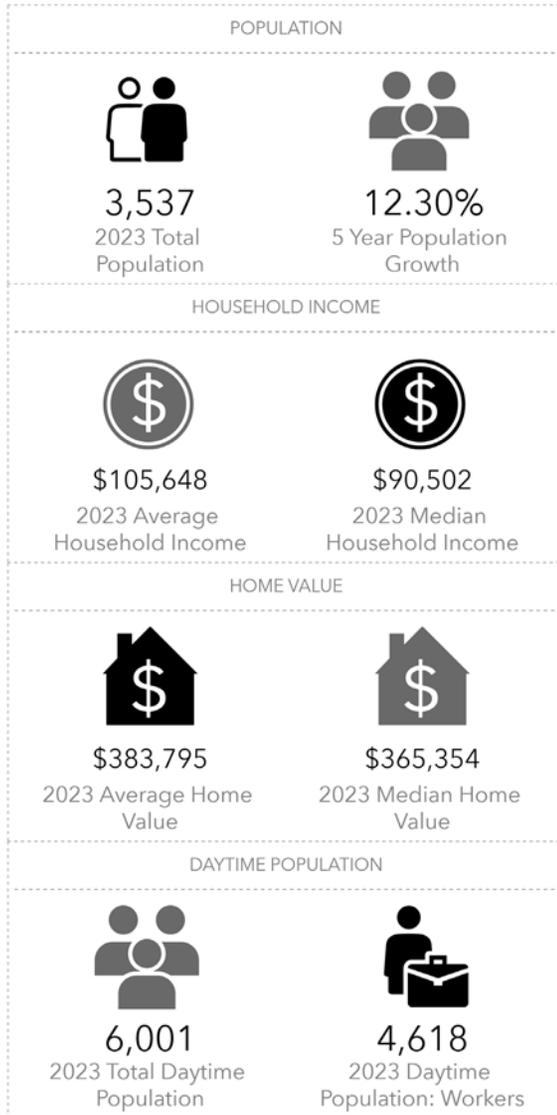 POPULATION
3,537
2023 Total
Population
12.30%
5 Year Population
Growth
HOUSEHOLD INCOME
$
$105,648
2023 Average
Household Income
$
$90,502
2023 Median
Household Income
HOME VALUE
$
$383,795
2023 Average Home
Value
$
$365,354
2023 Median Home
Value
DAYTIME POPULATION
6,001
2023 Total Daytime
Population
4,618
2023 Daytime
Population: Workers